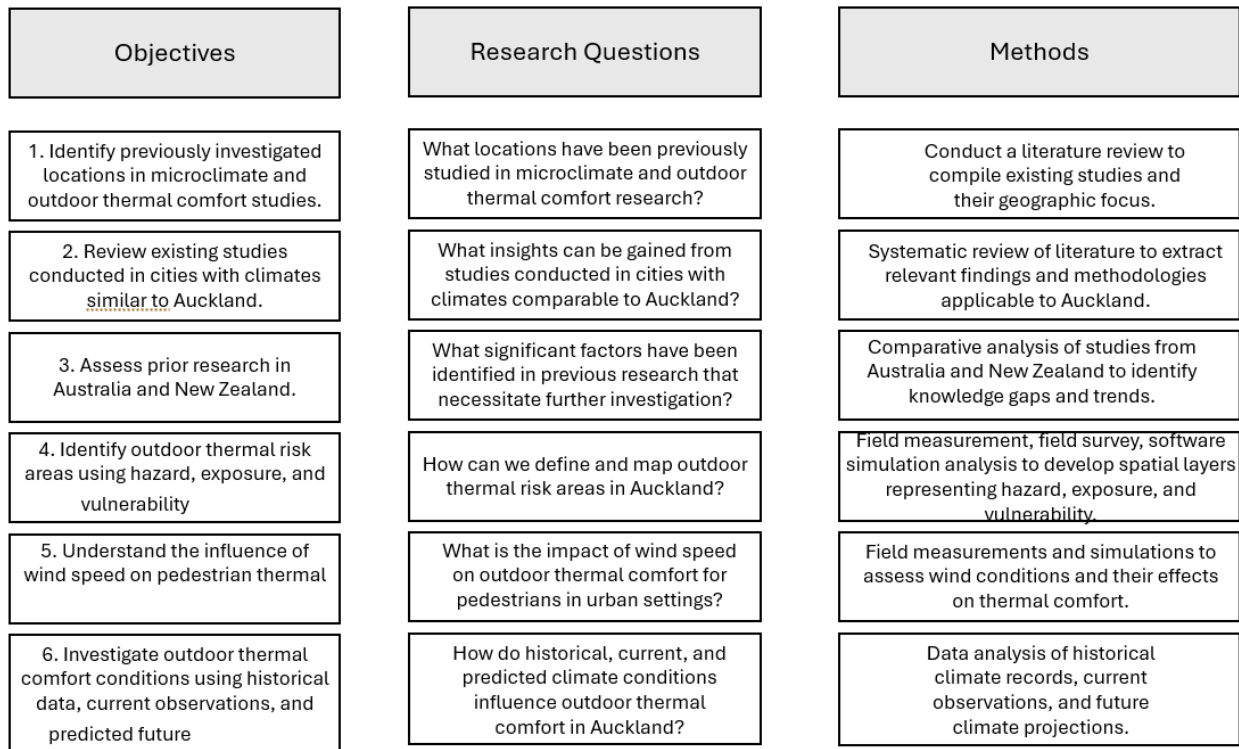 Objectives
Research Questions
Methods
1. Identify previously investigated
locations in microclimate and
outdoor thermal comfort studies.
What locations have been previously
studied in microclimate and outdoor
thermal comfort research?
Conduct a literature review to
compile existing studies and
their geographic focus.
2. Review existing studies
conducted in cities with climates
similar to Auckland.
What insights can be gained from
studies conducted in cities with
climates comparable to Auckland?
Systematic review of literature to extract
relevant findings and methodologies
applicable to Auckland.
3. Assess prior research in
Australia and New Zealand.
What significant factors have been
identified in previous research that
necessitate further investigation?
Comparative analysis of studies from
Australia and New Zealand to identify
knowledge gaps and trends.
4. Identify outdoor thermal risk
areas using hazard, exposure, and
vulnerability
How can we define and map outdoor
thermal risk areas in Auckland?
Field measurement, field survey, software
simulation analysis to develop spatial layers
representing hazard, exposure, and
vulnerability.
5. Understand the influence of
wind speed on pedestrian thermal
What is the impact of wind speed
on outdoor thermal comfort for
pedestrians in urban settings?
Field measurements and simulations to
assess wind conditions and their effects
on thermal comfort.
6. Investigate outdoor thermal
comfort conditions using historical
data, current observations, and
predicted future
How do historical, current, and
predicted climate conditions
influence outdoor thermal
comfort in Auckland?
Data analysis of historical
climate records, current
observations, and future
climate projections.